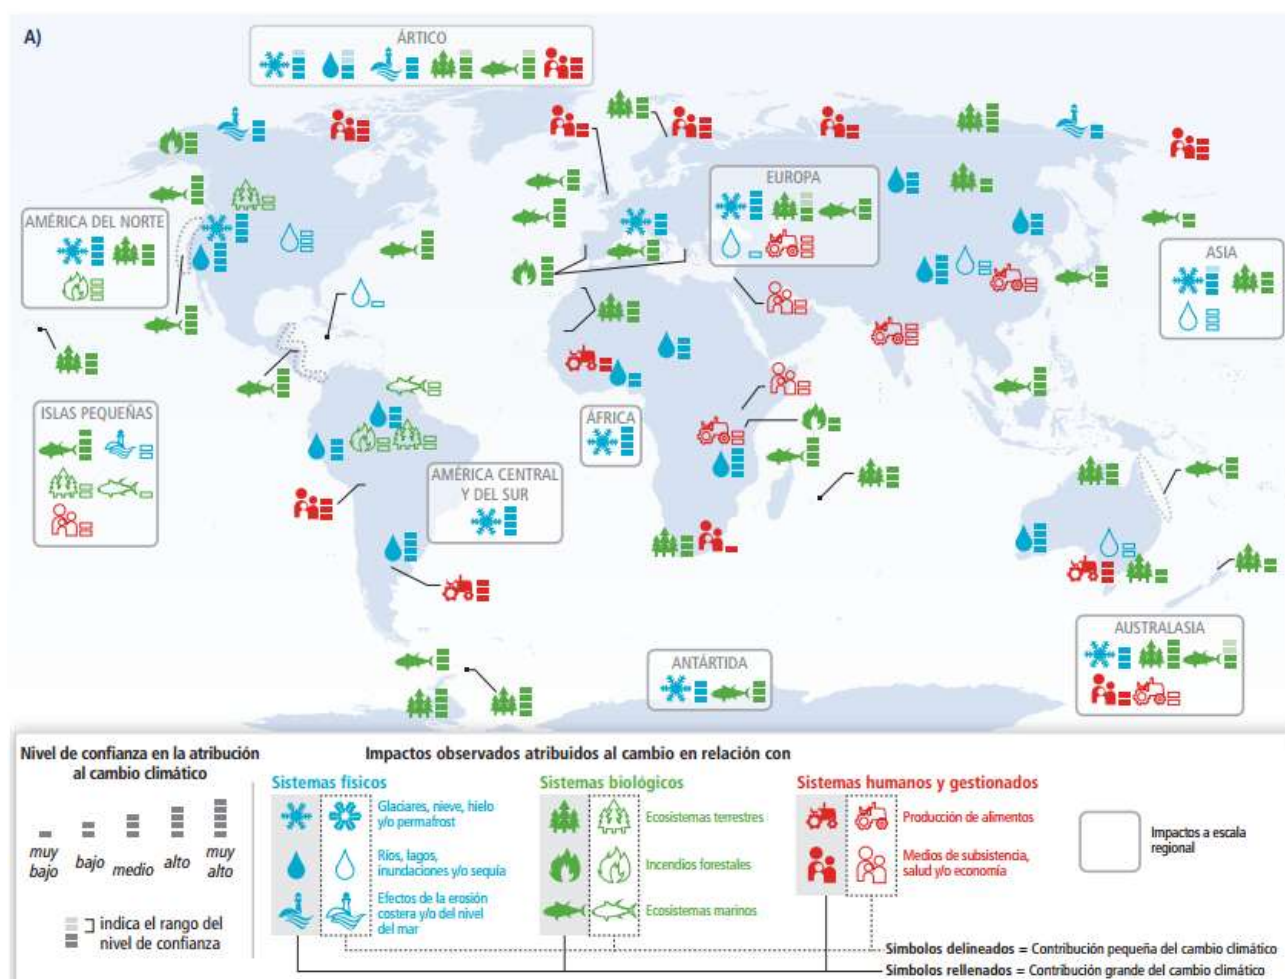 A)
ÁRTICO
AMÉRICA DEL NORTE
EUROPA
ASIA
ISLAS PEQUEÑAS
ÁFRICA
AMÉRICA CENTRAL
Y DEL SUR
ANTÁRTIDA
AUSTRALASIA
Nivel de confianza en la atribución
al cambio climático
muy
bajo
bajo
medio
alto
muy
alto
indica el rango del
nivel de confianza
Impactos observados atribuidos al cambio en relación con
Sistemas físicos
Glaciares, nieve, hielo
y/o permafrost
Ríos, lagos,
inundaciones y/o sequía
Efectos de la erosión
costera y/o del nivel
del mar
Sistemas biológicos
Ecosistemas terrestres
Incendios forestales
Ecosistemas marinos
Sistemas humanos y gestionados
Producción de alimentos
Medios de subsistencia,
salud y/o economía
Impactos a escala
regional
Símbolos delineados = Contribución pequeña del cambio climático
Símbolos rellenados = Contribución grande del cambio climático